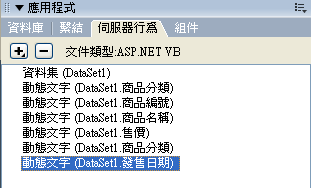 應用程式
資料庫 繫結 伺服器行為 組件
文件類型:ASP.NET VB
資料集 (DataSet1)
動態文字 (DataSet1.商品分類)
動態文字 (DataSet1.商品編號)
動態文字 (DataSet1.商品名稱)
動態文字 (DataSet1.售價)
動態文字 (DataSet1.商品分類)
動態文字 (DataSet1.發售日期)